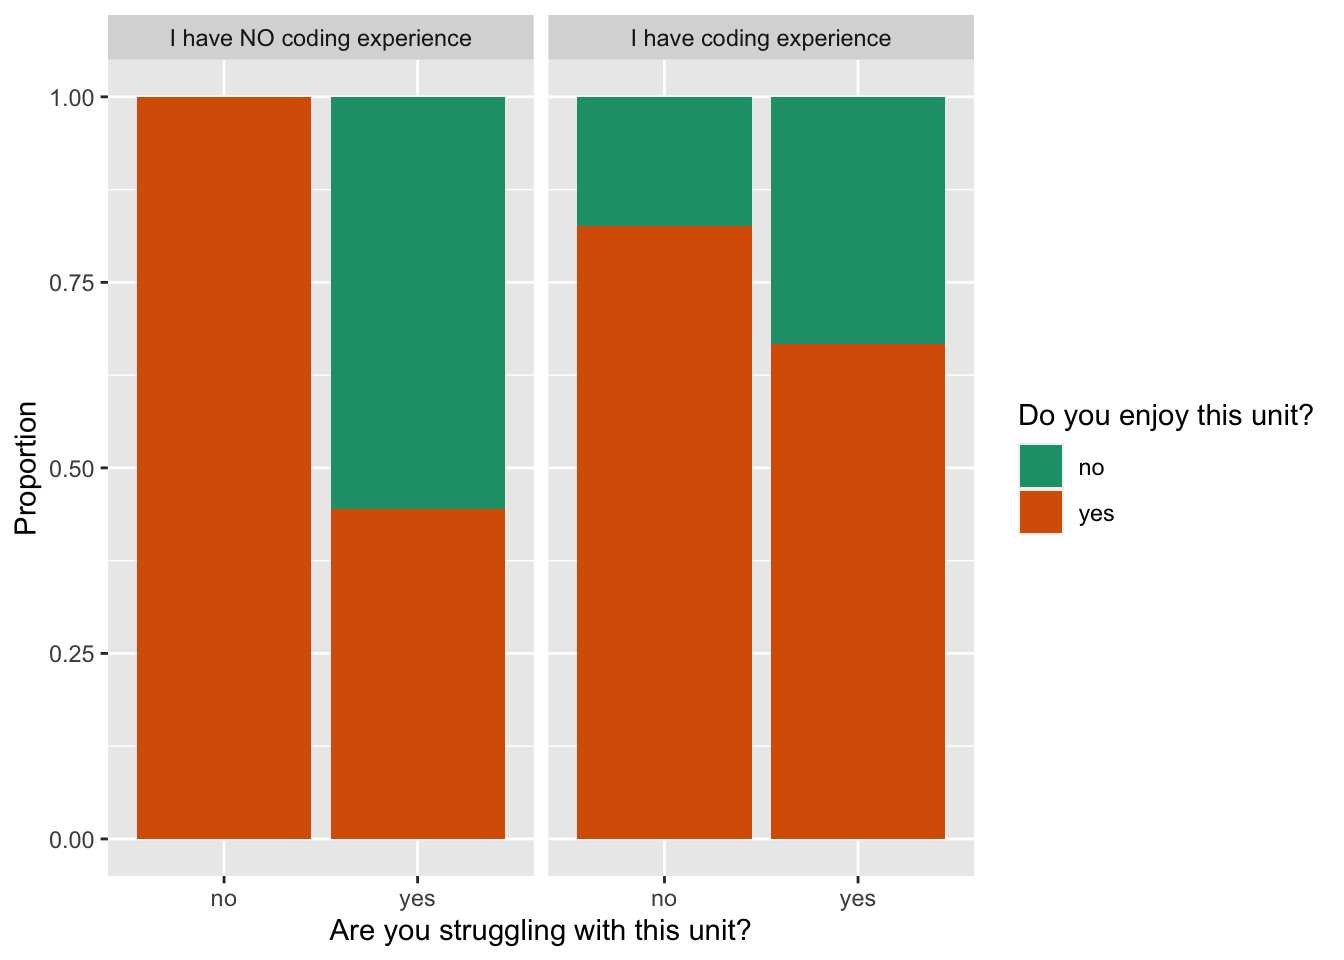 I have NO coding experience
I have coding experience
1.00
0.75
0.50
0.25
0.00
Proportion
no
yes
no
yes
Are you struggling with this unit?
Do you enjoy this unit?
no
yes